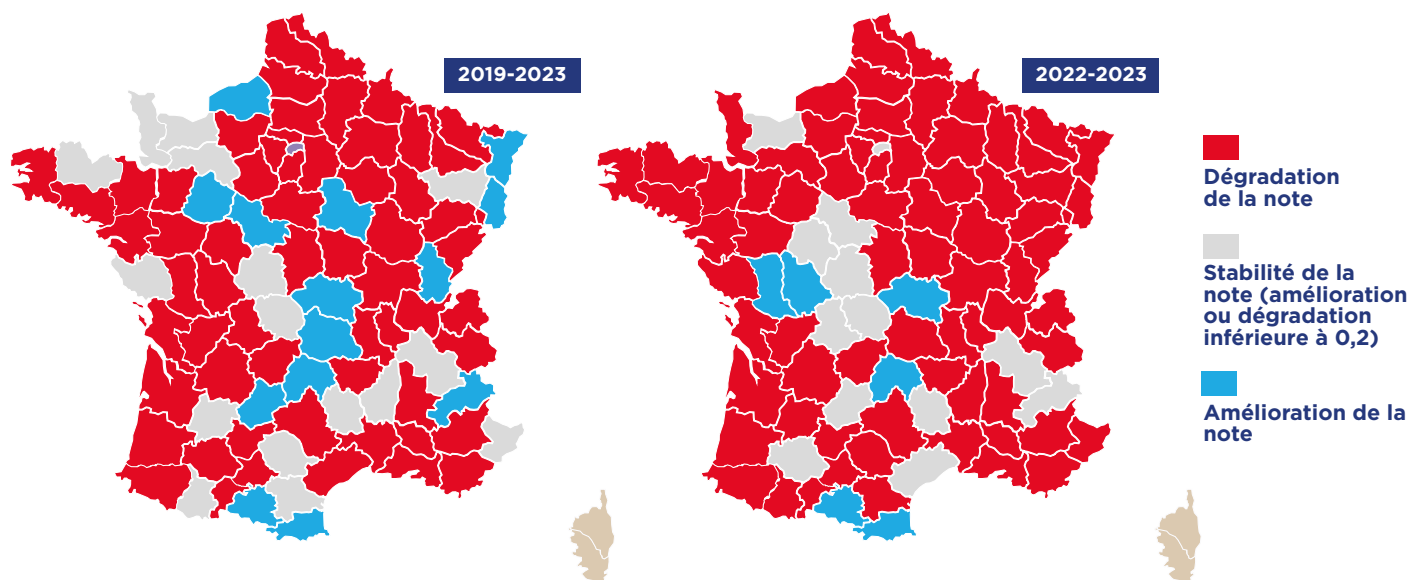 2019-2023
2022-2023
Dégradation
de la note
Stabilité de la
note (amélioration
ou dégradation
inférieure à 0,2)
Amélioration de la
note